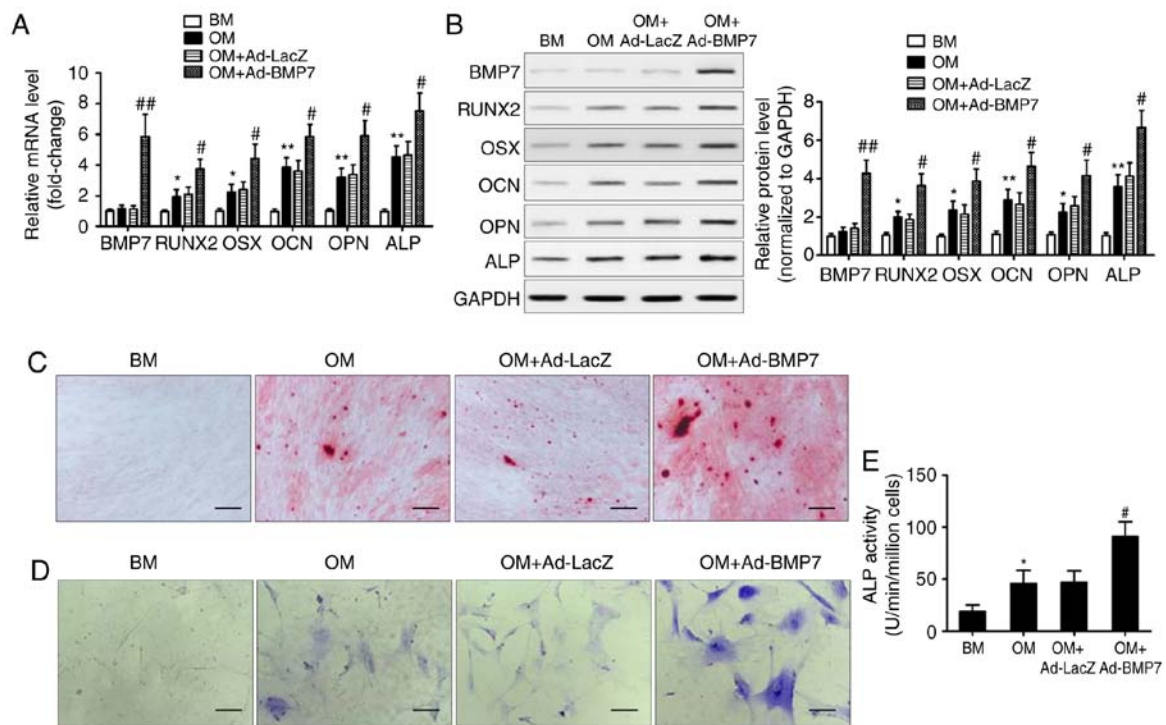 A
BM
OM
OM+Ad-LacZ
OM+Ad-BMP7
Relative mRNA level
(fold-change)
10
8
6
4
2
0
##
* #
* #
** #
** #
** #
BMP7 RUNX2 OSX OCN OPN ALP
B
BM OM OM+ Ad-LacZ OM+ Ad-BMP7
BMP7
RUNX2
OSX
OCN
OPN
ALP
GAPDH
BM
OM
OM+Ad-LacZ
OM+Ad-BMP7
Relative protein level
(normalized to GAPDH)
8
6
4
2
0
##
* #
* #
** #
* #
** #
BMP7 RUNX2 OSX OCN OPN ALP
C
BM OM OM+Ad-LacZ OM+Ad-BMP7
D
BM OM OM+Ad-LacZ OM+Ad-BMP7
E
ALP activity
(U/min/million cells)
150
100
50
0
* #
BM OM OM+ OM+
Ad-LacZ Ad-BMP7